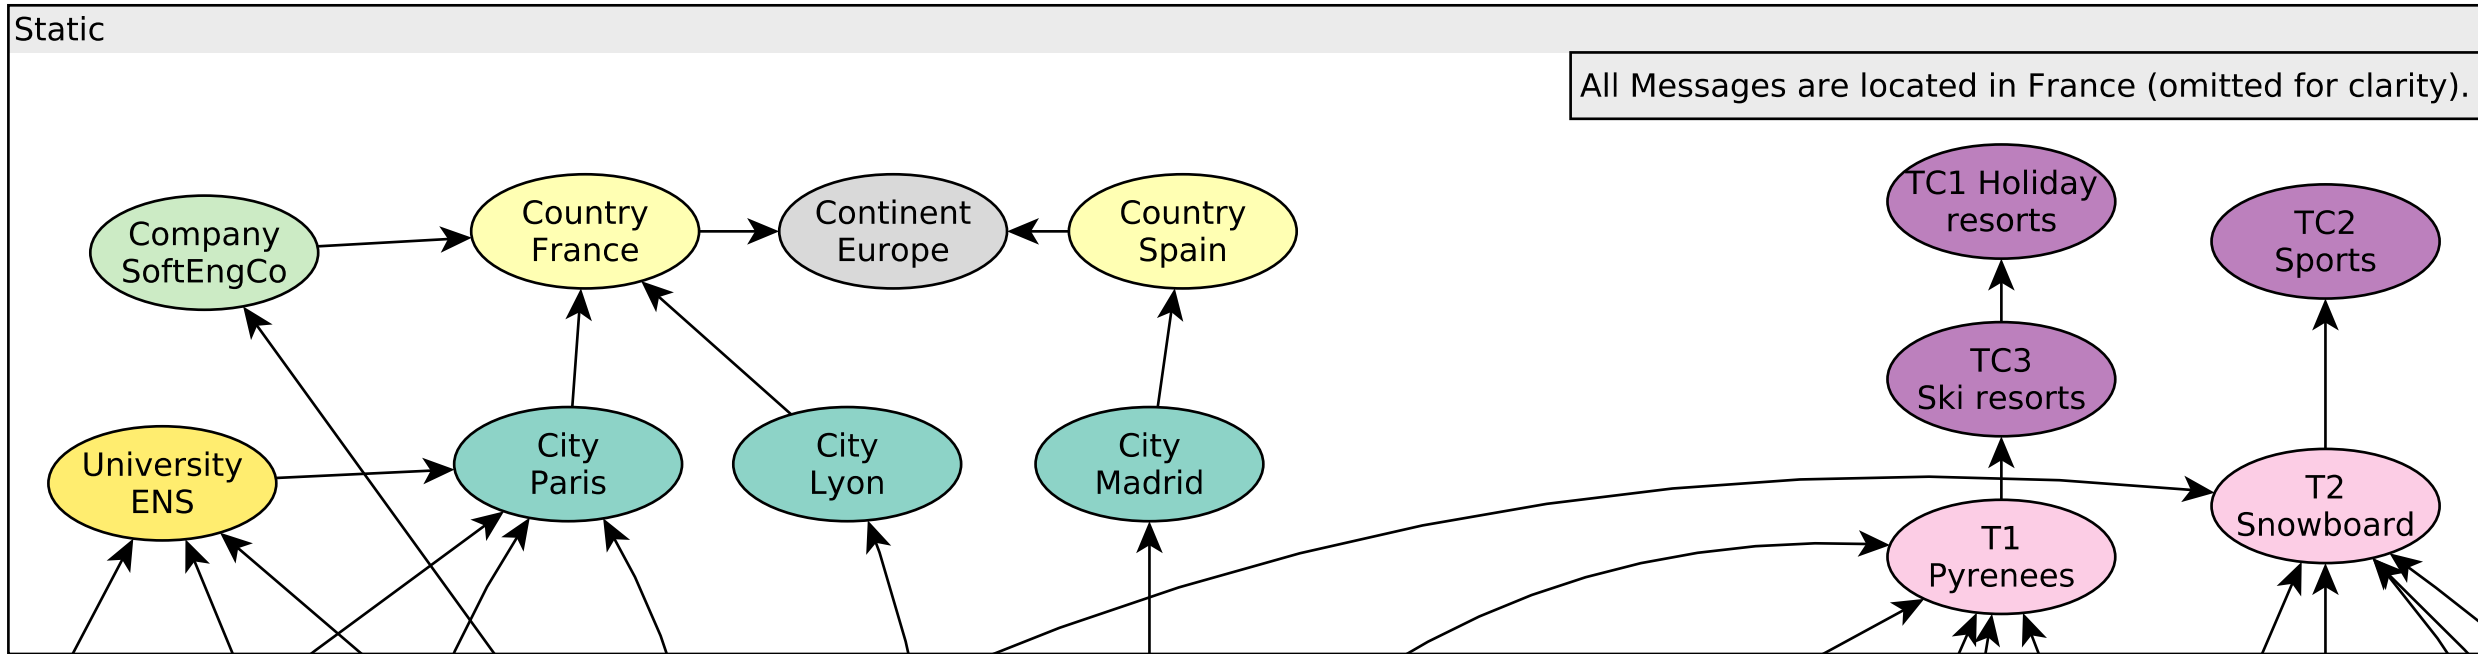 Static
All Messages are located in France (omitted for clarity).
Company
SoftEngCo
Country
France
Continent
Europe
Country
Spain
TC1 Holiday
resorts
TC2
Sports
TC3
Ski resorts
University
ENS
City
Paris
City
Lyon
City
Madrid
T1
Pyrenees
T2
Snowboard